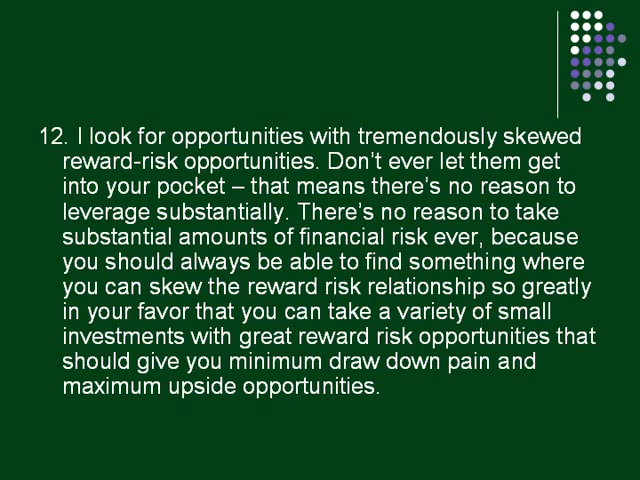 12. I look for opportunities with tremendously skewed
reward-risk opportunities. Don’t ever let them get
into your pocket – that means there’s no reason to
leverage substantially. There’s no reason to take
substantial amounts of financial risk ever, because
you should always be able to find something where
you can skew the reward risk relationship so greatly
in your favor that you can take a variety of small
investments with great reward risk opportunities that
should give you minimum draw down pain and
maximum upside opportunities.